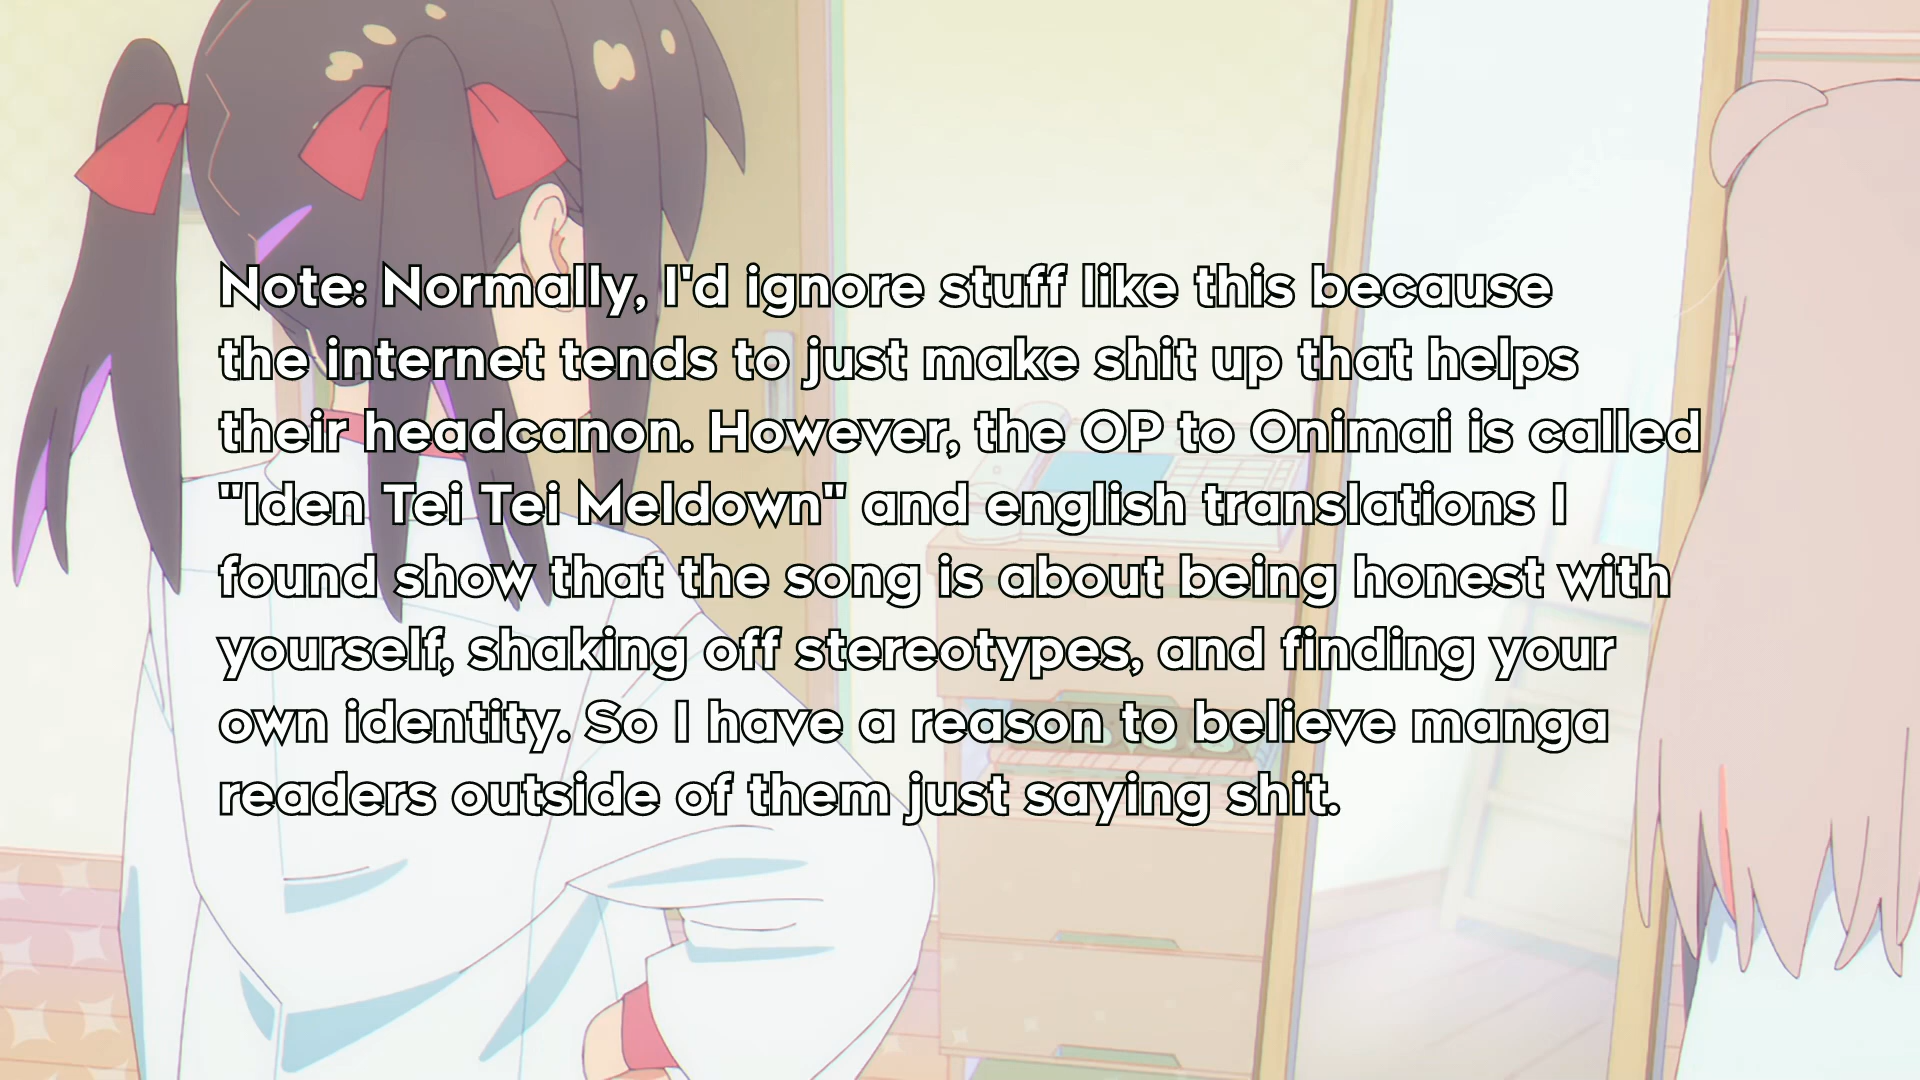 Note: Normally, I'd ignore stuff like this because
the internet tends to just make shit up that helps
their headcanon. However, the OP to Onimai is called
"Iden Tei Tei Meldown" and english translations I
found show that the song is about being honest with
yourself, shaking off stereotypes, and finding your
own identity. So I have a reason to believe manga
readers outside of them just saying shit.